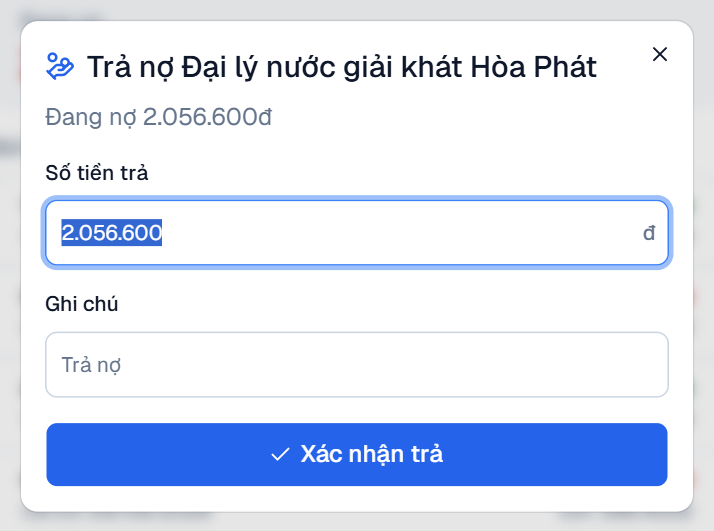 Trả nợ Đại lý nước giải khát Hòa Phát
Đang nợ 2.056.600đ
Số tiền trả
2.056.600 đ
Ghi chú
Trả nợ
Xác nhận trả